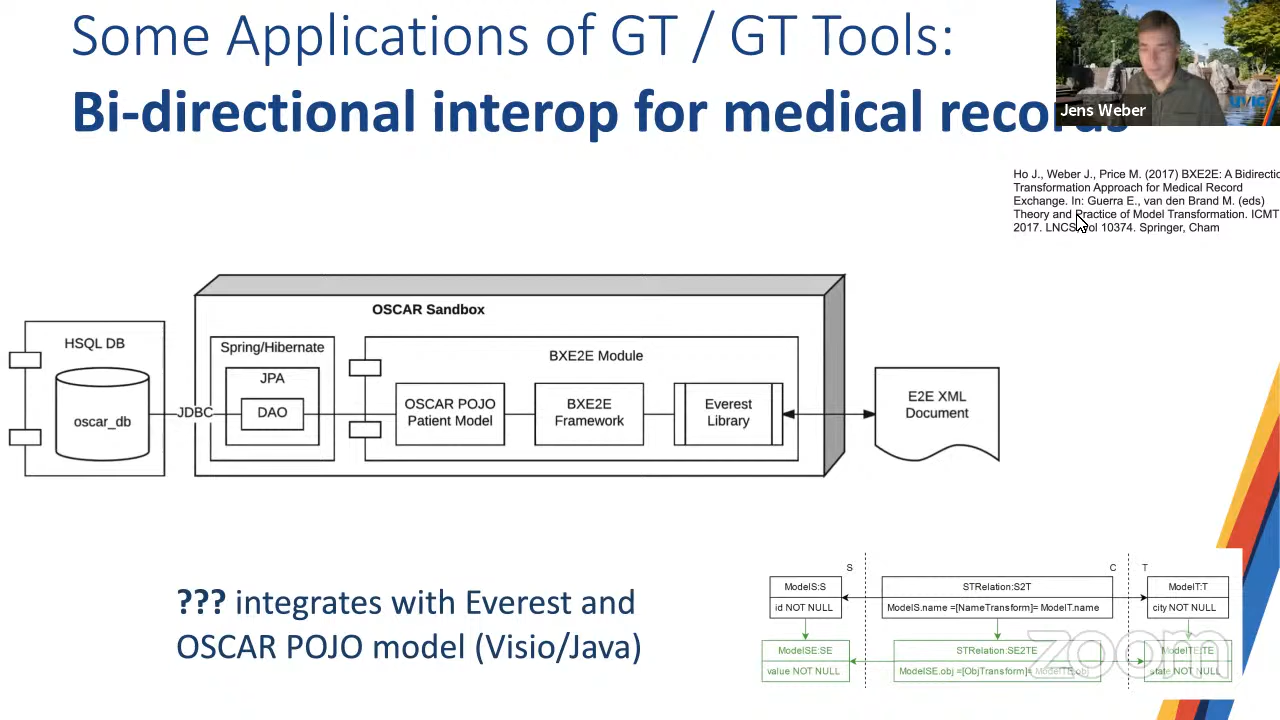 Some Applications of GT / GT Tools:
Bi-directional interop for medical records
Jens Weber
UVIC
Ho J., Weber J., Price M. (2017) BXE2E: A Bidirectio
Transformation Approach for Medical Record
Exchange. In: Guerra E., van den Brand M. (eds)
Theory and Practice of Model Transformation. ICMT
2017. LNCS, vol 10374. Springer, Cham
OSCAR Sandbox
HSQL DB
oscar_db
JDBC
Spring/Hibernate
JPA
DAO
BXE2E Module
OSCAR POJO
Patient Model
BXE2E
Framework
Everest
Library
E2E XML
Document
??? integrates with Everest and
OSCAR POJO model (Visio/Java)
S
C
T
ModelS:S
id NOT NULL
STRelation:S2T
ModelS.name =[NameTransform]= ModelT.name
ModelT:T
city NOT NULL
ModelSE:SE
value NOT NULL
STRelation:SE2TE
ModelSE.obj =[ObjTransform]= ModelTE.obj
ModelTE:TE
state NOT NULL
zoom